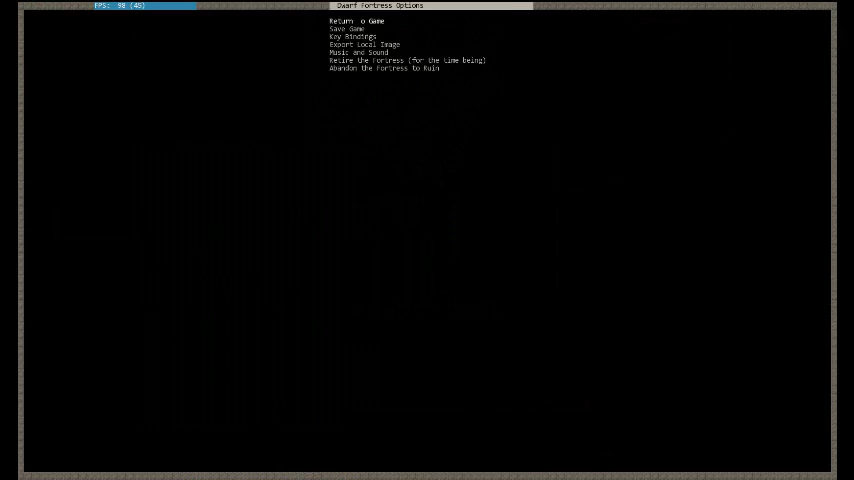 FPS: 98 (45)
Dwarf Fortress Options
Return o Game
Save Game
Key Bindings
Export Local Image
Music and Sound
Retire the Fortress (for the time being)
Abandon the Fortress to Ruin